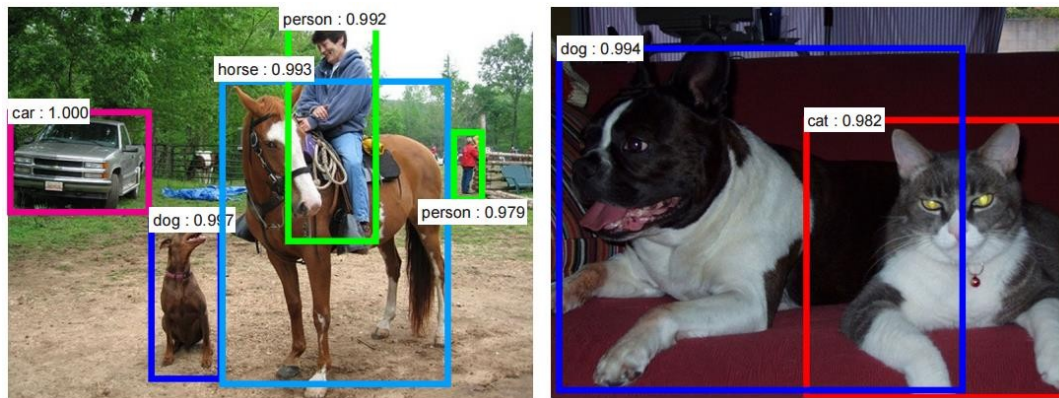 person : 0.992
horse : 0.993
car : 1.000
dog : 0.997
person : 0.979
dog : 0.994
cat : 0.982